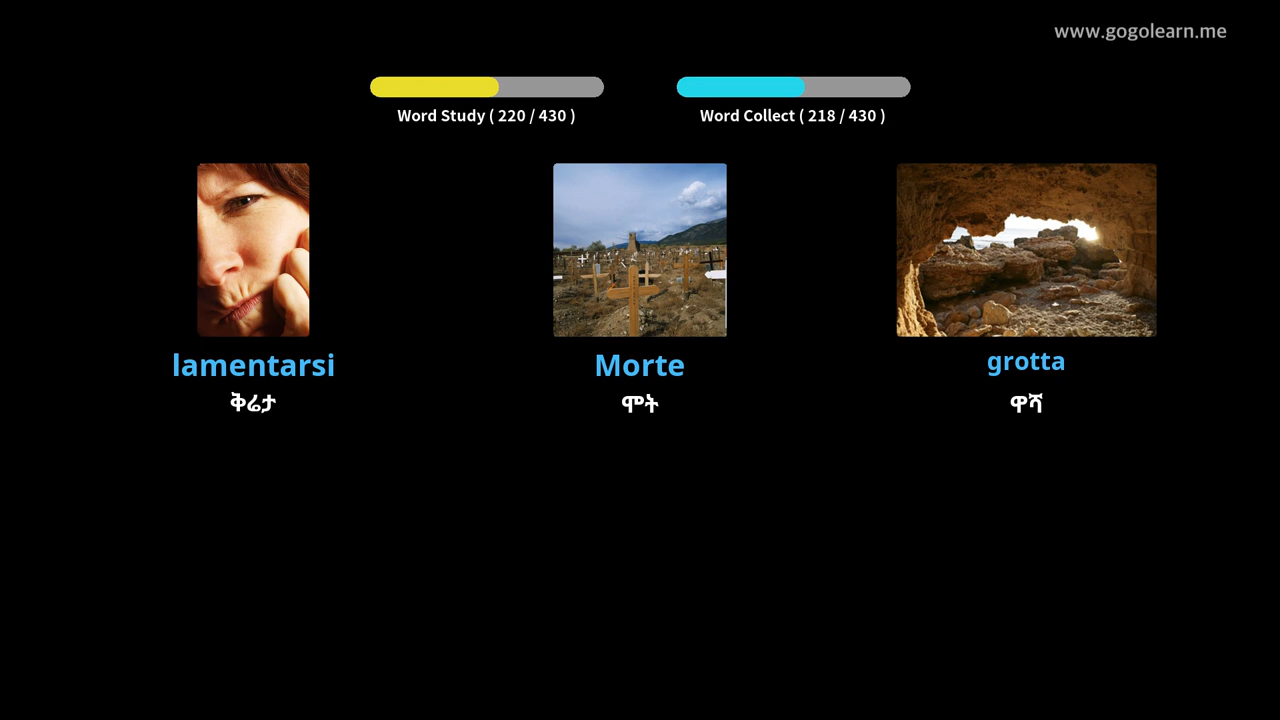 www.gogolearn.me
Word Study ( 220 / 430 )
Word Collect ( 218 / 430 )
lamentarsi
Morte
grotta
ቅሬታ
ሞት
ዋሻ